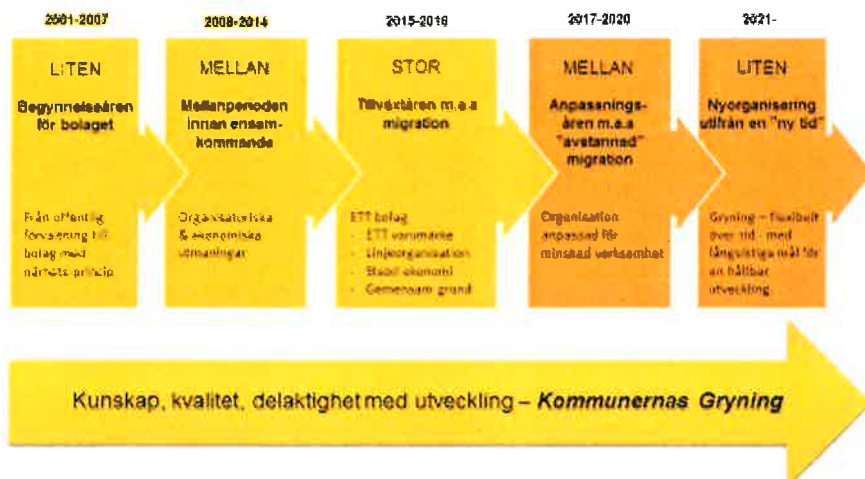 2001-2007
LITEN
Begynnelseåren
för bolaget
Från offentlig
förvaltning till
bolag med
närhets-princip
2008-2014
MELLAN
Mellanperioden
innan ensam-
kommande
Organisatoriska
& ekonomiska
utmaningar
2015-2016
STOR
Tillväxtåren m.a.a
migration
ETT bolag
- ETT varumärke
- Linjeorganisation
- Stabil ekonomi
- Gemensam grund
2017-2020
MELLAN
Anpassnings-
åren m.a.a
"avstannad"
migration
Organisation
anpassad för
minskad verksamhet
2021-
LITEN
Nyorganisering
utifrån en "ny tid"
Gryning – flexibelt
över tid - med
långsiktiga mål för
en hållbar
utveckling
Kunskap, kvalitet, delaktighet med utveckling – Kommunernas Gryning